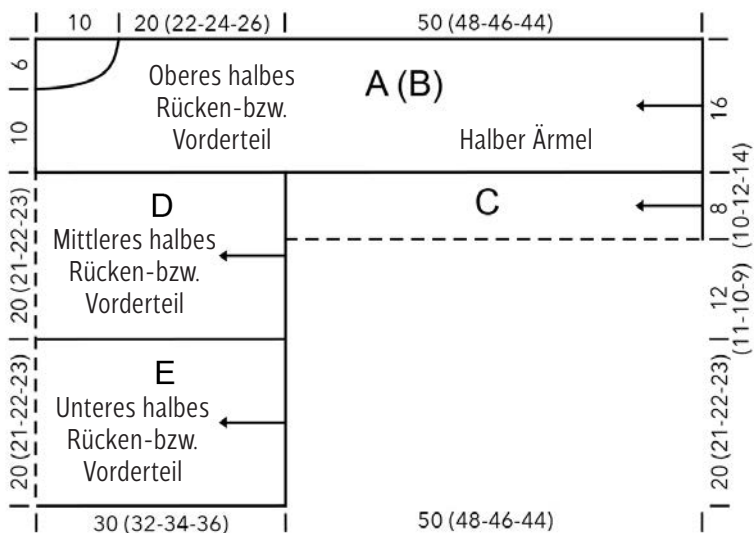 10
20 (22-24-26)
50 (48-46-44)
6
10
Oberes halbes
Rücken-bzw.
Vorderteil
A (B)
Halber Ärmel
16
20 (21-22-23)
D
Mittleres halbes
Rücken-bzw.
Vorderteil
C
8
(10-12-14)
12
(11-10-9)
20 (21-22-23)
E
Unteres halbes
Rücken-bzw.
Vorderteil
20 (21-22-23)
30 (32-34-36)
50 (48-46-44)